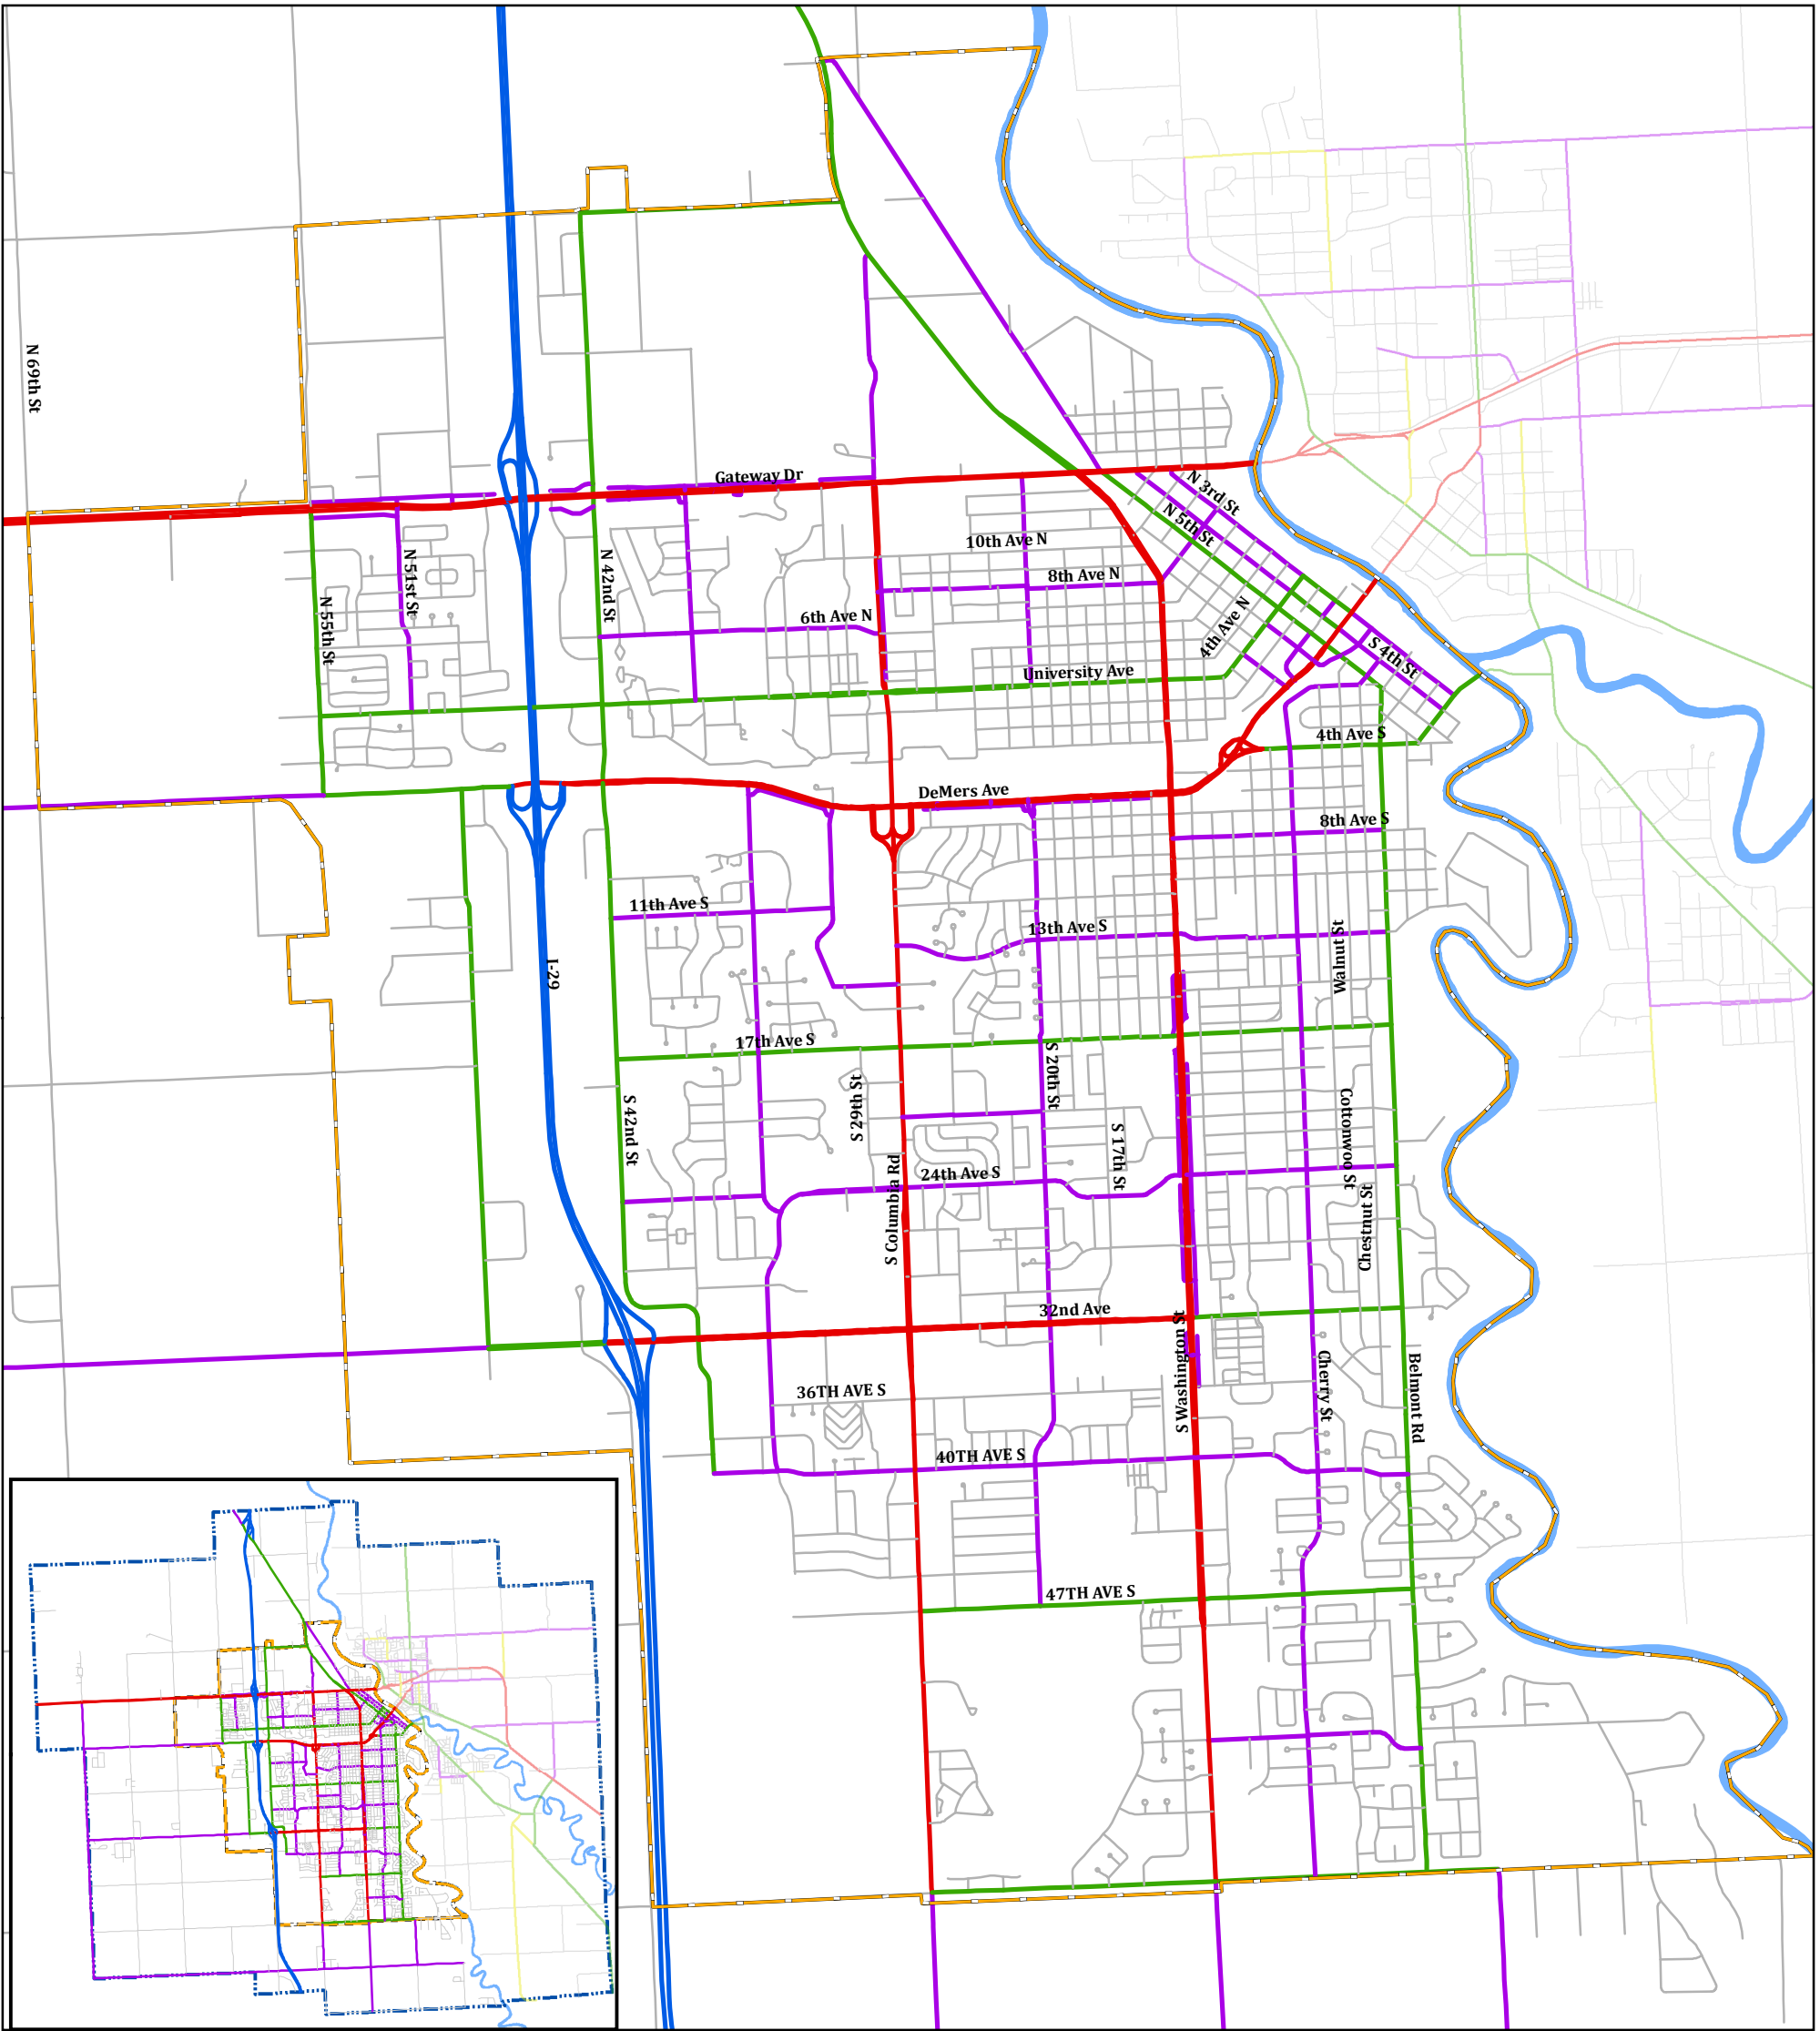 N 69th St
Gateway Dr
N 3rd St
N 5th St
10th Ave N
N 51st St
N 42nd St
8th Ave N
N 55th St
6th Ave N
4th Ave N
S 4th St
University Ave
4th Ave S
DeMers Ave
8th Ave S
11th Ave S
13th Ave S
Walnut St
I-29
17th Ave S
S 20th St
S 29th St
S 42nd St
Cottonwoo St
S 17th St
24th Ave S
S Columbia Rd
Chestnut St
32nd Ave
S Washington St
Cherry St
Belmont Rd
36TH AVE S
40TH AVE S
47TH AVE S